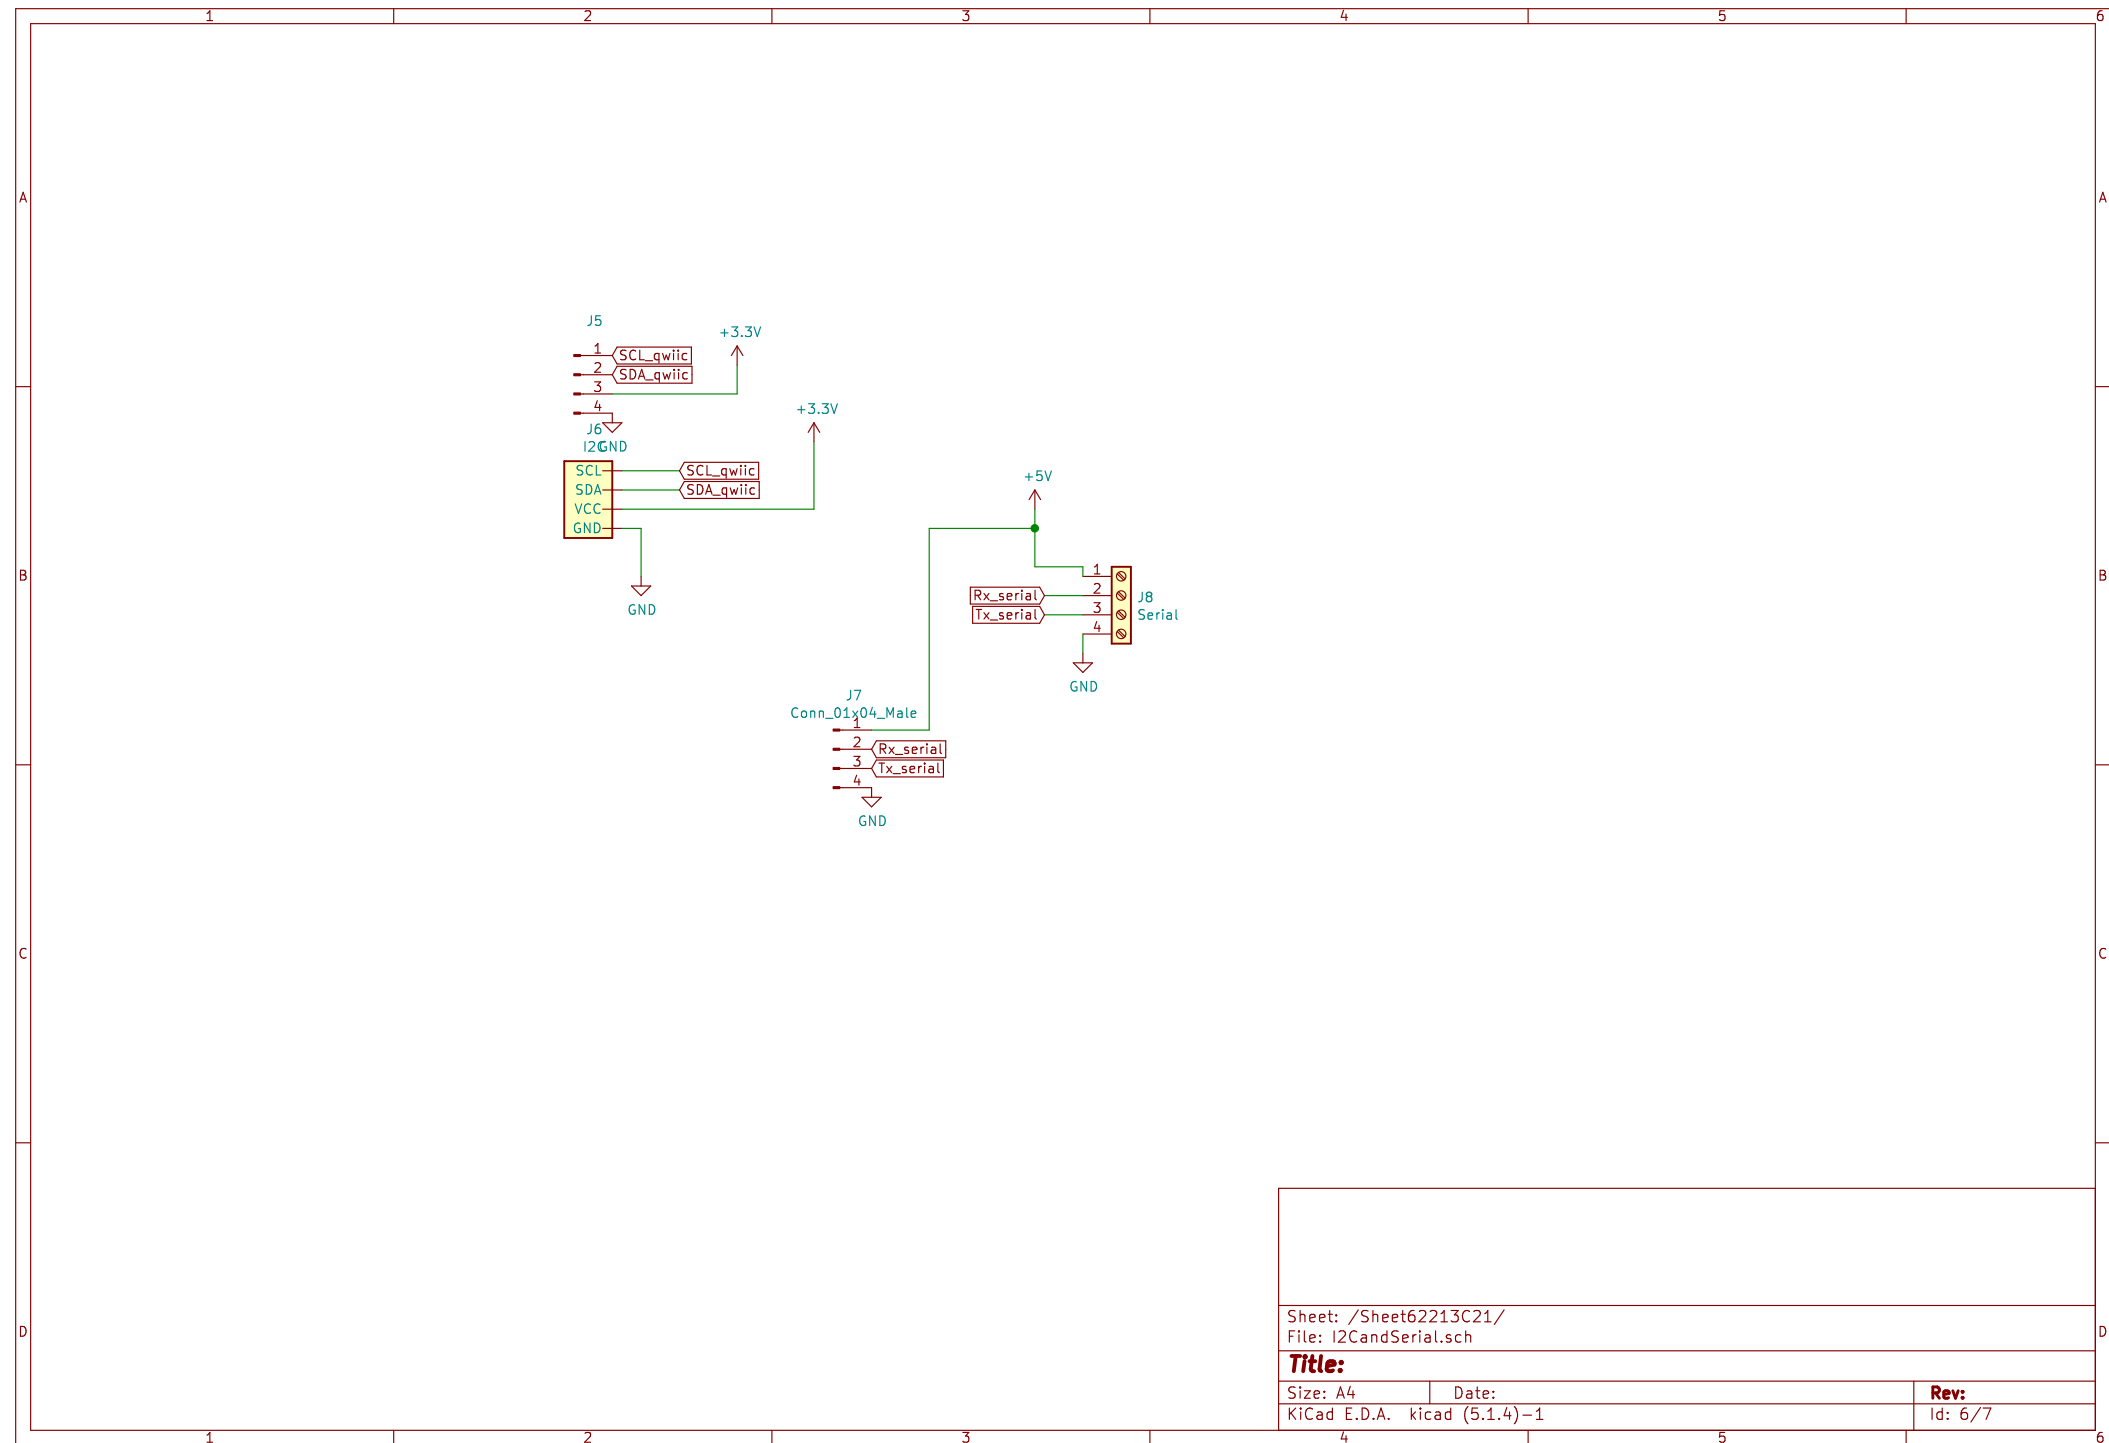 1 2 3 4 5 6
A A
J5
+3.3V
1 SCL_qwiic
2 SDA_qwiic
3
4
GND
+3.3V
J6
I2C
SCL SCL_qwiic
SDA SDA_qwiic
VCC
GND
GND
+5V
B B
1
Rx_serial 2
Tx_serial 3
4
J8
Serial
GND
J7
Conn_01x04_Male
1
2 Rx_serial
3 Tx_serial
4
GND
C C
D D
Sheet: /Sheet62213C21/
File: I2CandSerial.sch
Title:
Size: A4 Date: Rev:
KiCad E.D.A. kicad (5.1.4)-1 Id: 6/7
1 2 3 4 5 6